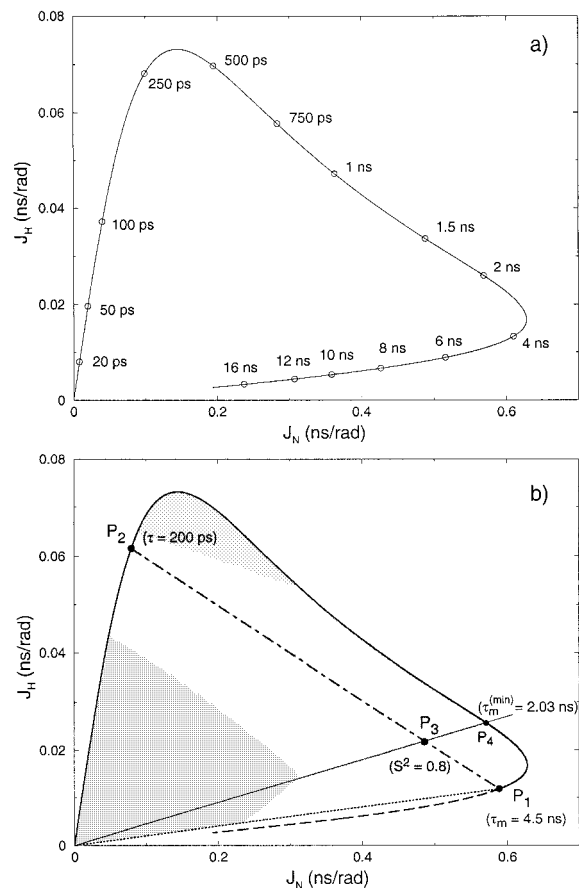 a)
0.08
500 ps
250 ps
0.06
750 ps
1 ns
J_H (ns/rad)
0.04
100 ps
1.5 ns
2 ns
0.02
50 ps
8 ns
6 ns
4 ns
20 ps
16 ns
12 ns
10 ns
0
0
0.2
0.4
0.6
J_N (ns/rad)
b)
0.08
P_2
(τ = 200 ps)
0.06
J_H (ns/rad)
0.04
(τ_m^(min) = 2.03 ns)
P_3
P_4
0.02
(S² = 0.8)
P_1
(τ_m = 4.5 ns)
0
0
0.2
0.4
0.6
J_N (ns/rad)